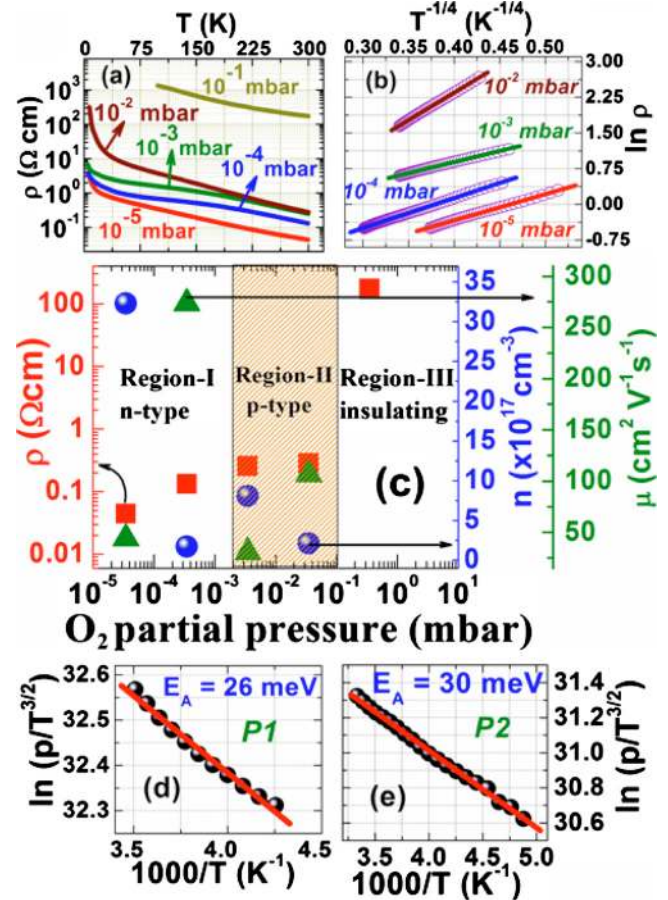 T (K)
0 100 200 300
(a)
10^-1 mbar
10^-2 mbar
10^-3 mbar
10^-4 mbar
10^-5 mbar
ρ (Ω cm)
10^3
10^2
10^1
10^0
10^-1
T^-1/4 (K^-1/4)
0.30 0.35 0.40 0.45 0.50
(b)
10^-2 mbar
10^-3 mbar
10^-4 mbar
10^-5 mbar
ln ρ
3.00
2.25
1.50
0.75
0.00
-0.75
ρ (Ωcm)
100
10
1
0.1
0.01
Region-I
n-type
Region-II
p-type
Region-III
insulating
(c)
n (x10^17 cm^-3)
35
30
25
20
15
10
5
0
μ (cm^2 V^-1 s^-1)
300
250
200
150
100
50
10^-5 10^-4 10^-3 10^-2 10^-1 10^0 10^1
O2 partial pressure (mbar)
ln (p/T^3/2)
32.6
32.5
32.4
32.3
E_A = 26 meV
P1
(d)
3.5 4.0 4.5
1000/T (K^-1)
E_A = 30 meV
P2
(e)
3.5 4.0 4.5 5.0
1000/T (K^-1)
31.4
31.2
31.0
30.8
30.6
ln (p/T^3/2)